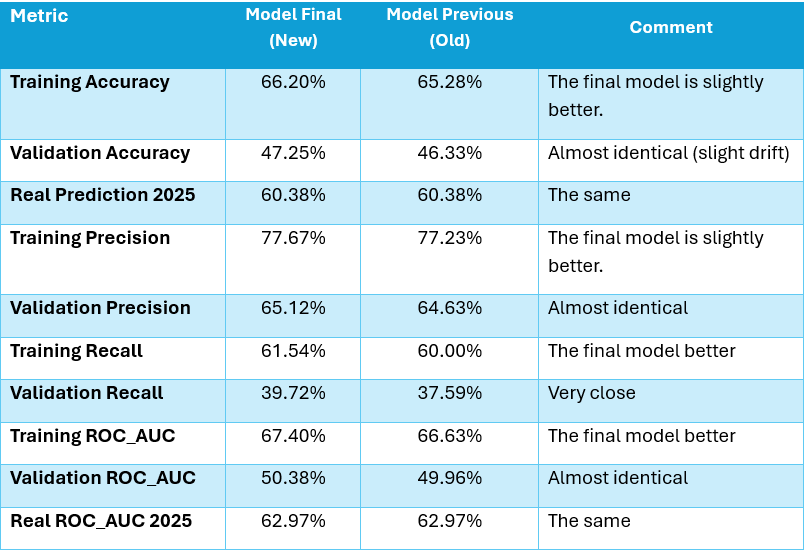 Metric Model Final (New) Model Previous (Old) Comment
Training Accuracy 66.20% 65.28% The final model is slightly better.
Validation Accuracy 47.25% 46.33% Almost identical (slight drift)
Real Prediction 2025 60.38% 60.38% The same
Training Precision 77.67% 77.23% The final model is slightly better.
Validation Precision 65.12% 64.63% Almost identical
Training Recall 61.54% 60.00% The final model better
Validation Recall 39.72% 37.59% Very close
Training ROC_AUC 67.40% 66.63% The final model better
Validation ROC_AUC 50.38% 49.96% Almost identical
Real ROC_AUC 2025 62.97% 62.97% The same